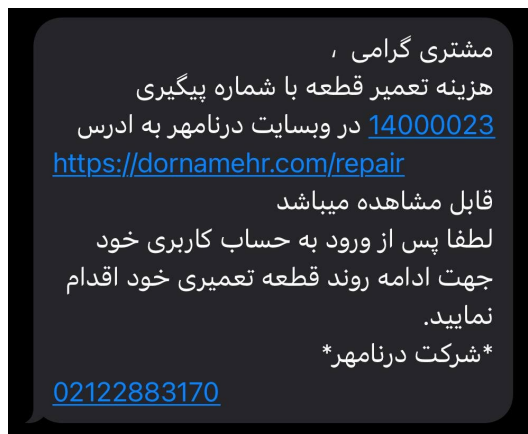 مشتری گرامی ،
هزینه تعمیر قطعه با شماره پیگیری
14000023 در وبسایت درنامهر به ادرس
https://dornamehr.com/repair
قابل مشاهده میباشد
لطفا پس از ورود به حساب کاربری خود
جهت ادامه روند قطعه تعمیری خود اقدام
نمایید.
*شرکت درنامهر*
02122883170